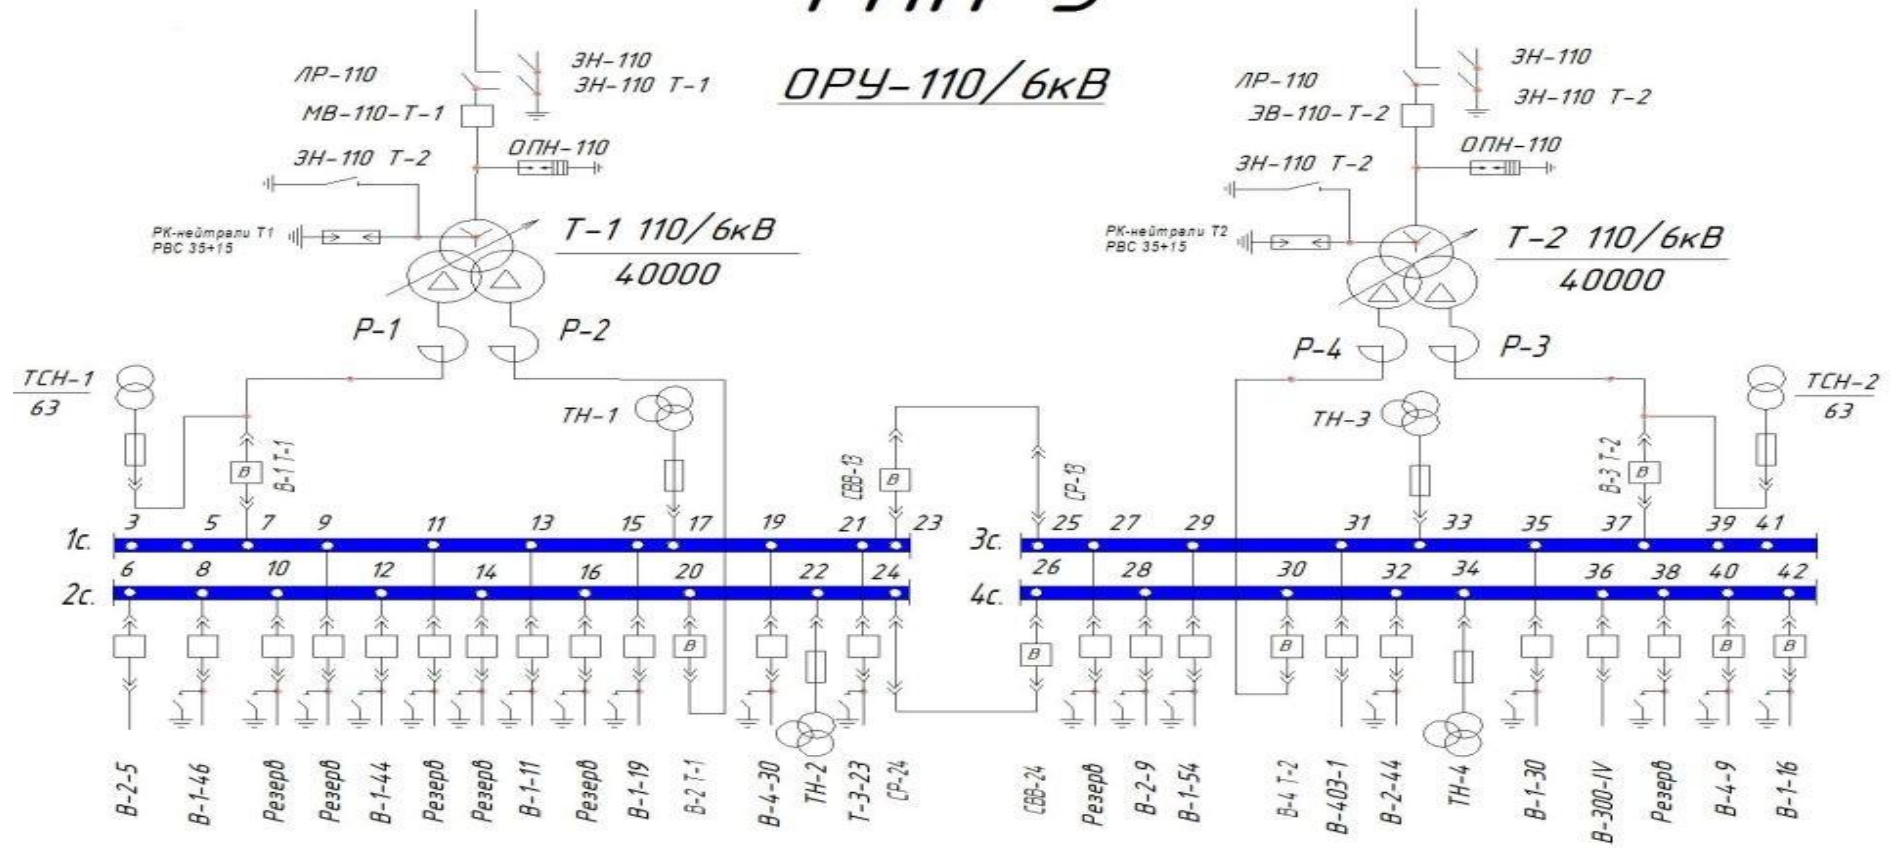 ОРУ-110/6кВ
ЛР-110
МВ-110-Т-1
ЗН-110 Т-2
ЗН-110
ЗН-110 Т-1
ОПН-110
РК-нейтрали Т1
РВС 35+15
Т-1 110/6кВ
40000
Р-1
Р-2
ЛР-110
ЭВ-110-Т-2
ЗН-110 Т-2
ЗН-110
ЗН-110 Т-2
ОПН-110
РК-нейтрали Т2
РВС 35+15
Т-2 110/6кВ
40000
Р-4
Р-3
ТСН-1
63
В
В-1 Т-1
ТН-1
СВВ-13
В
СР-13
ТН-3
В-3 Т-2
В
ТСН-2
63
1с.
3 5 7 9 11 13 15 17 19 21 23
3с.
25 27 29 31 33 35 37 39 41
2с.
6 8 10 12 14 16 20 22 24
4с.
26 28 30 32 34 36 38 40 42
В В В В В
В-2-5
В-1-46
Резерв
Резерв
В-1-44
Резерв
Резерв
В-1-11
Резерв
В-1-19
В-2 Т-1
В-4-30
ТН-2
Т-3-23
СР-24
СВВ-24
Резерв
В-2-9
В-1-54
В-4 Т-2
В-403-1
В-2-44
ТН-4
В-1-30
В-300-IV
Резерв
В-4-9
В-1-16